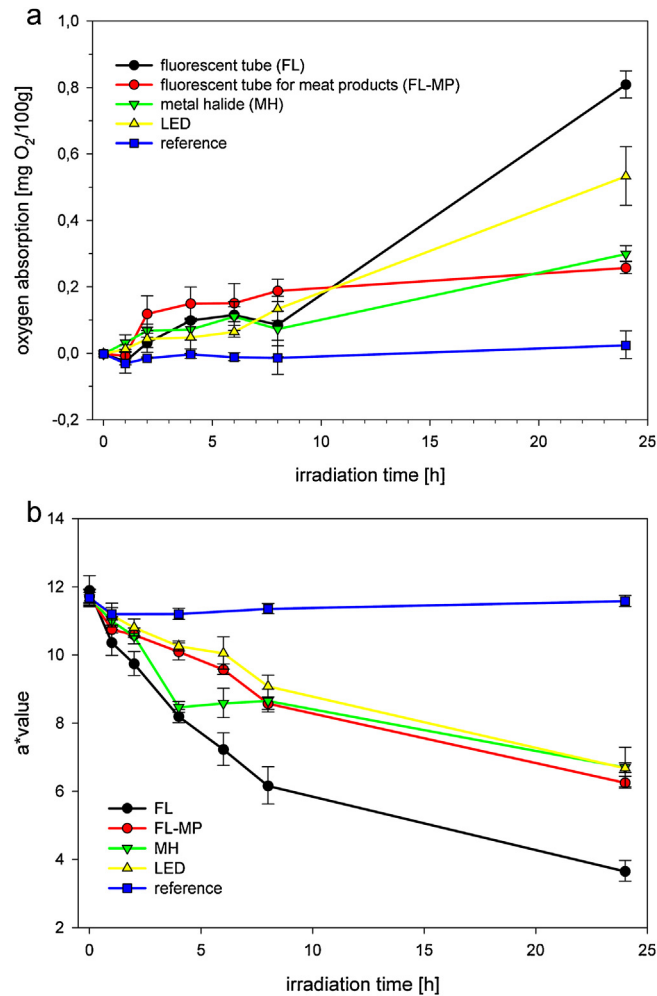 a
1,0
fluorescent tube (FL)
fluorescent tube for meat products (FL-MP)
metal halide (MH)
LED
reference
0,8
0,6
0,4
0,2
0,0
-0,2
oxygen absorption [mg O2/100g]
0 5 10 15 20 25
irradiation time [h]
b
14
12
10
8
6
4
2
a*value
FL
FL-MP
MH
LED
reference
0 5 10 15 20 25
irradiation time [h]